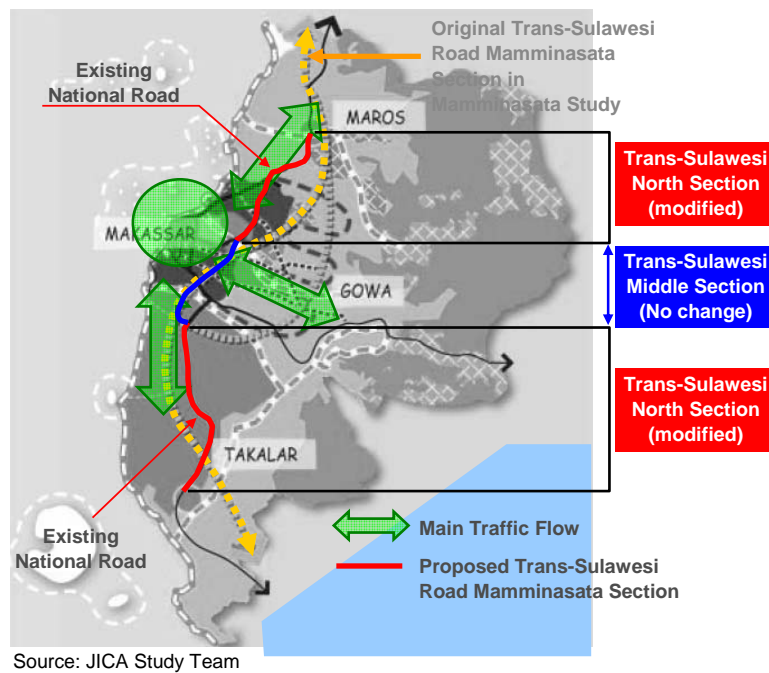 Original Trans-Sulawesi
Road Mamminasata
Section in
Mamminasata Study
Existing
National Road
MAROS
Trans-Sulawesi
North Section
(modified)
MAKASSAR
Trans-Sulawesi
Middle Section
(No change)
GOWA
Trans-Sulawesi
North Section
(modified)
TAKALAR
Existing
National Road
Main Traffic Flow
Proposed Trans-Sulawesi
Road Mamminasata Section
Source: JICA Study Team